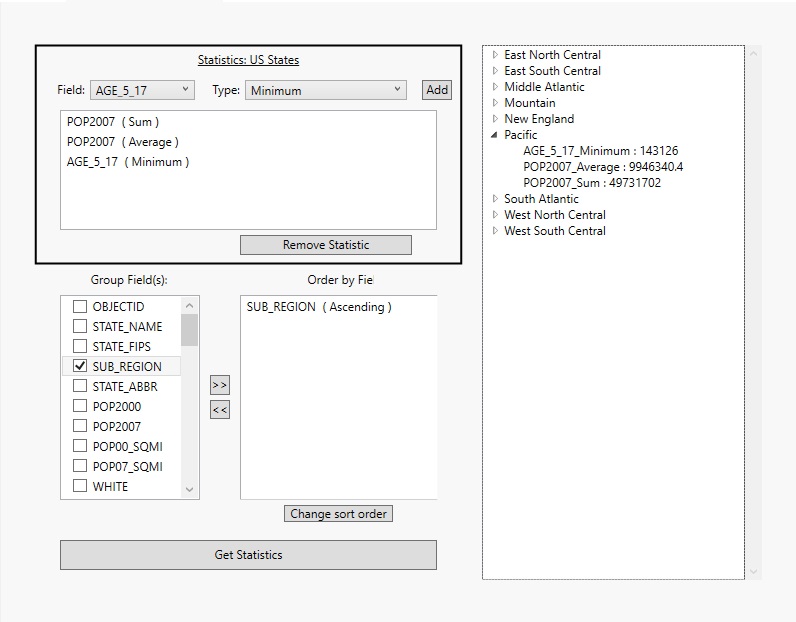 Statistics: US States
Field: AGE_5_17 Type: Minimum Add
POP2007 ( Sum )
POP2007 ( Average )
AGE_5_17 ( Minimum )
Remove Statistic
Group Field(s):
OBJECTID
STATE_NAME
STATE_FIPS
SUB_REGION
STATE_ABBR
POP2000
POP2007
POP00_SQMI
POP07_SQMI
WHITE
>>
<<
Order by Fie
SUB_REGION ( Ascending )
Change sort order
Get Statistics
East North Central
East South Central
Middle Atlantic
Mountain
New England
Pacific
AGE_5_17_Minimum : 143126
POP2007_Average : 9946340.4
POP2007_Sum : 49731702
South Atlantic
West North Central
West South Central